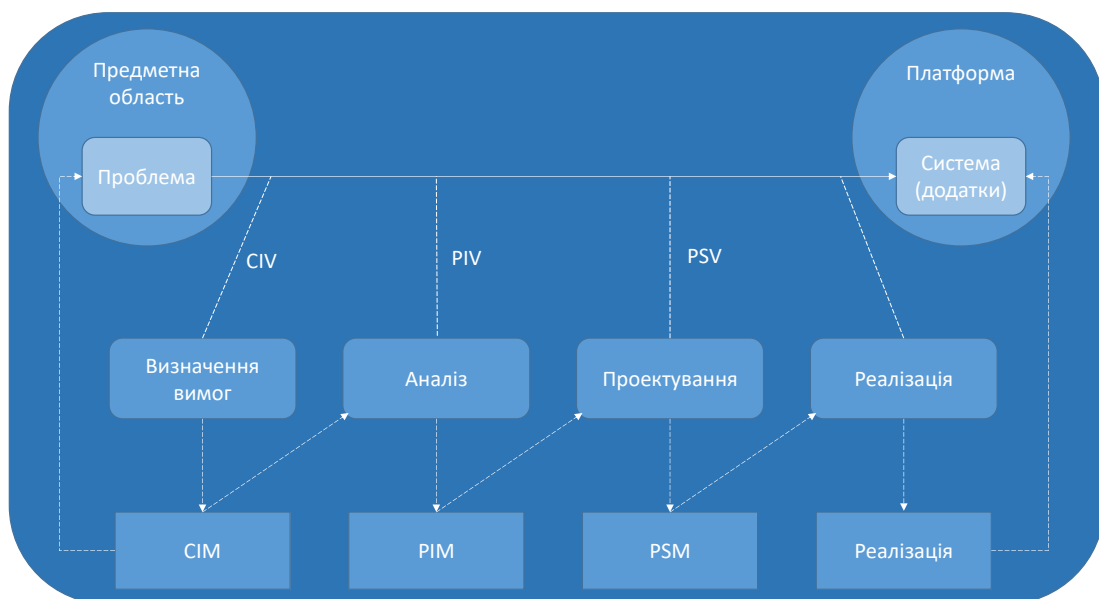 Предметна
область
Платформа
Проблема
Система
(додатки)
CIV
PIV
PSV
Визначення
вимог
Аналіз
Проектування
Реалізація
CIM
PIM
PSM
Реалізація